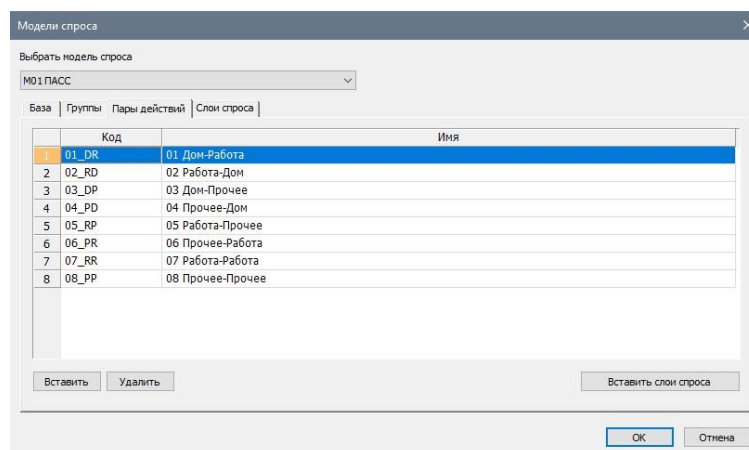 Модели спроса
Выбрать модель спроса
M01 ПАСС
База Группы Пары действий Слои спроса
Код Имя
1 01_DR 01 Дом-Работа
2 02_RD 02 Работа-Дом
3 03_DP 03 Дом-Прочее
4 04_PD 04 Прочее-Дом
5 05_RP 05 Работа-Прочее
6 06_PR 06 Прочее-Работа
7 07_RR 07 Работа-Работа
8 08_PP 08 Прочее-Прочее
Вставить Удалить Вставить слои спроса
OK Отмена